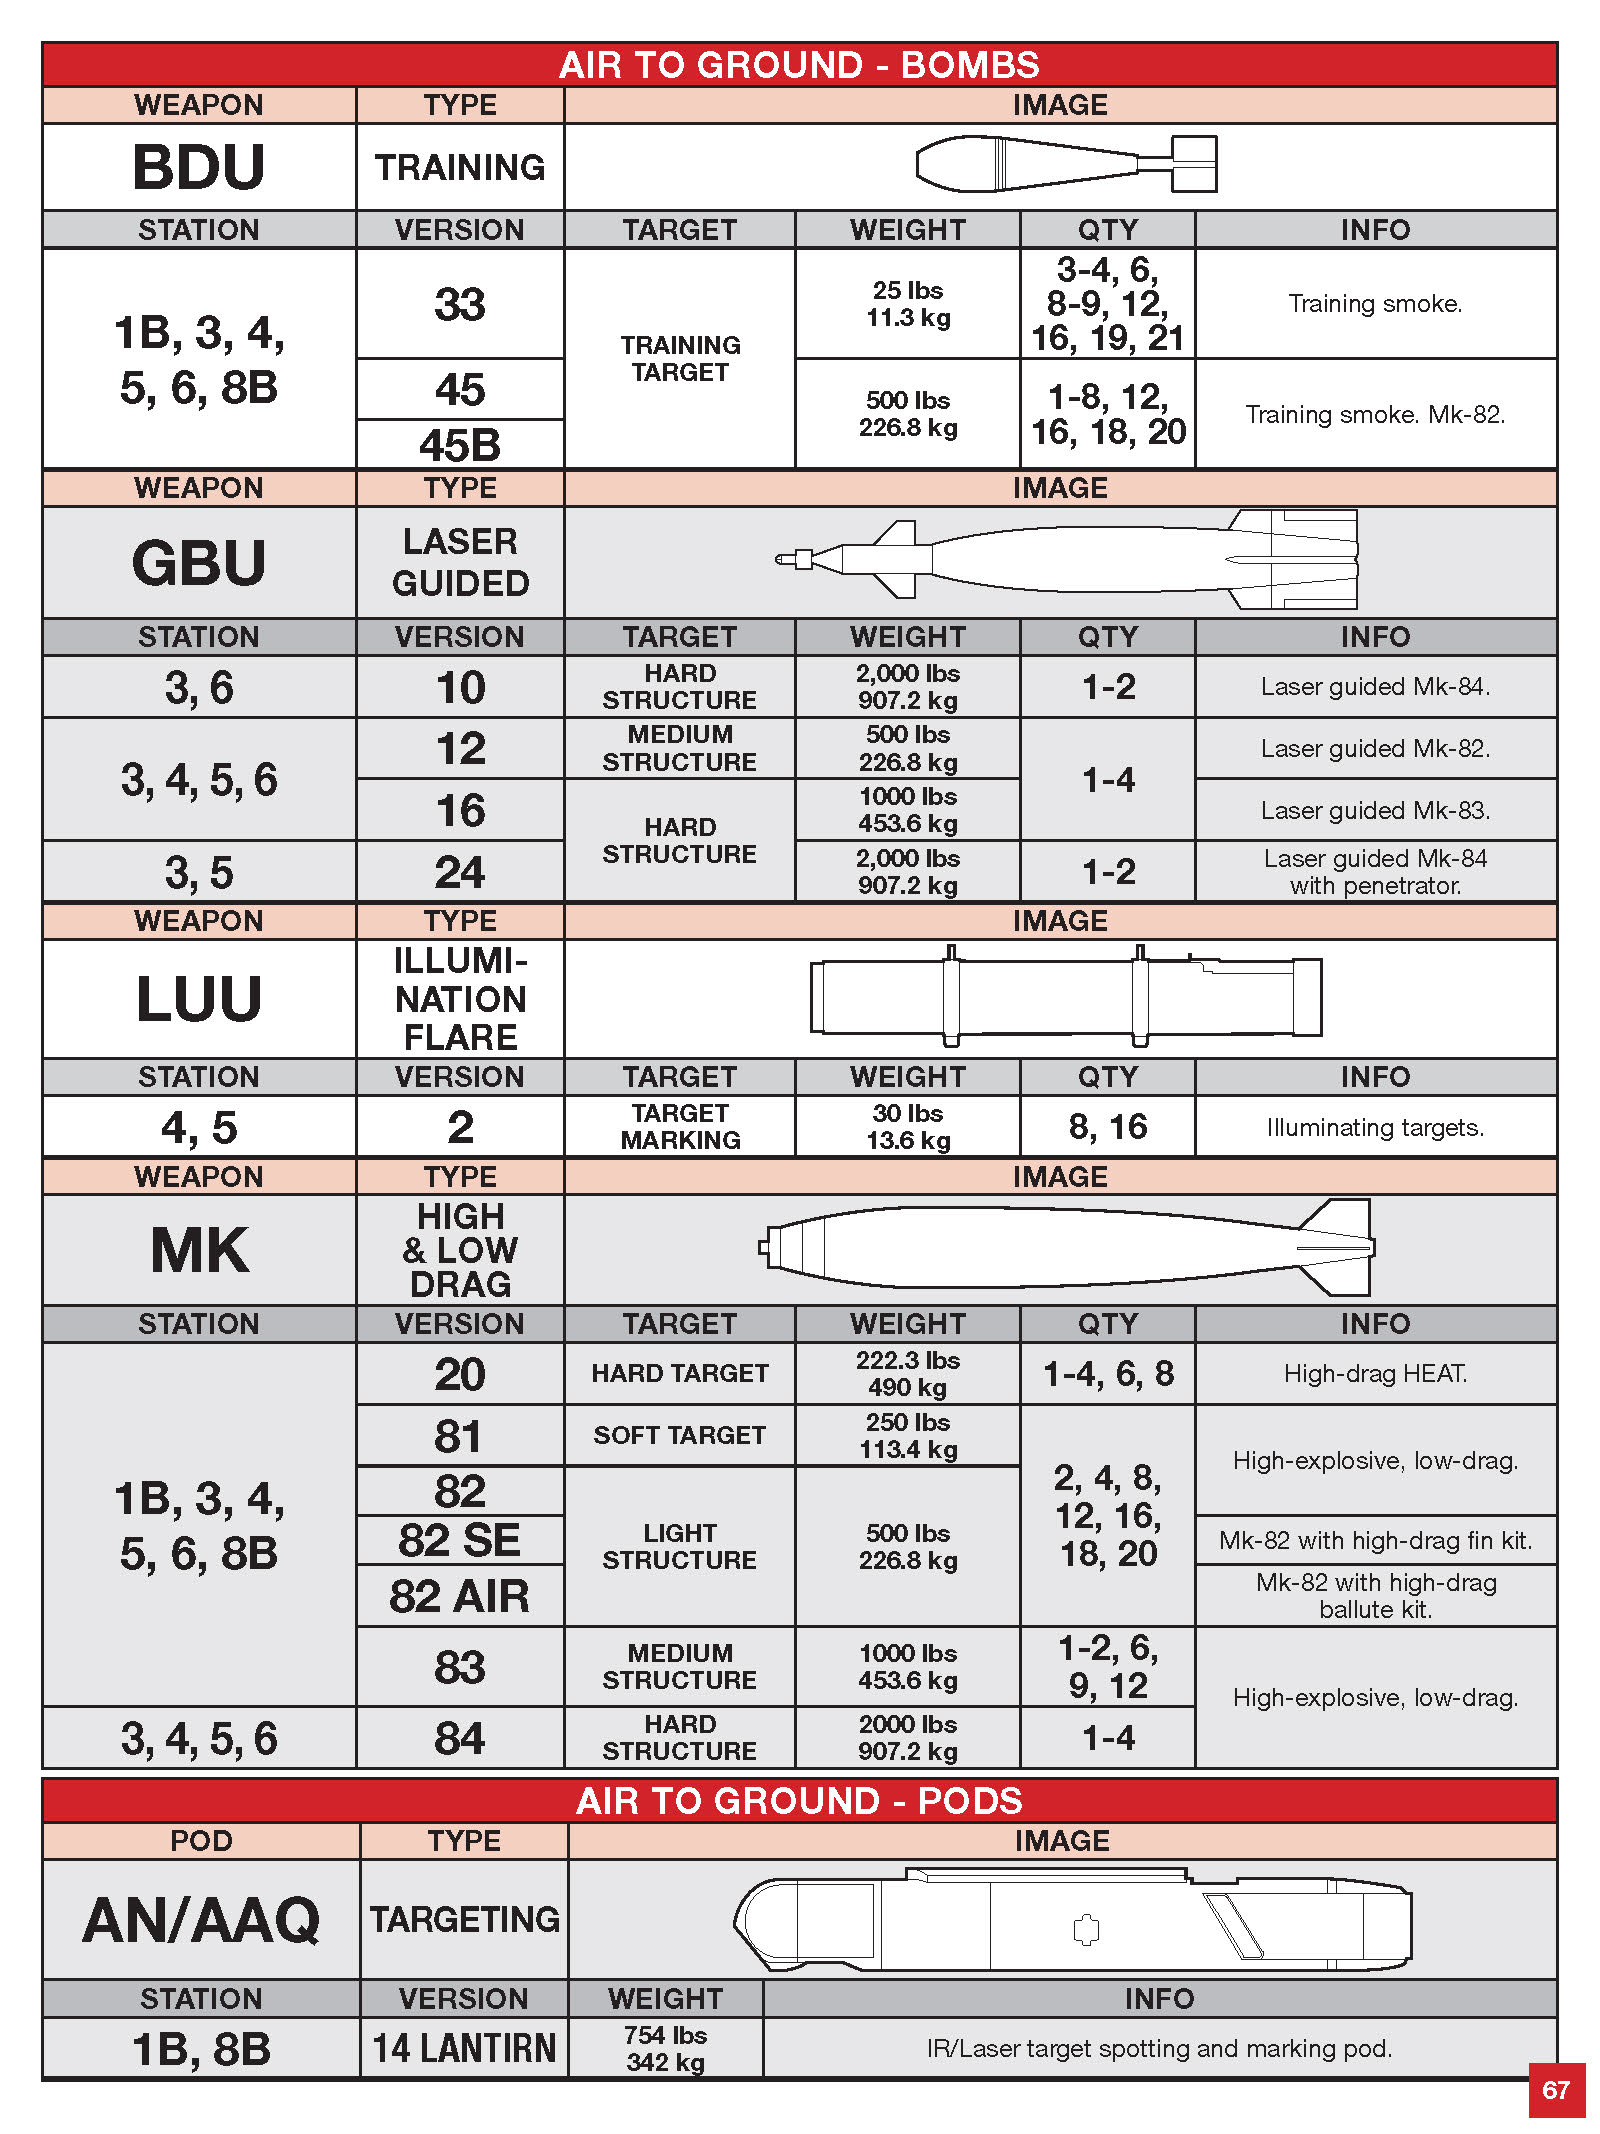 AIR TO GROUND - BOMBS
WEAPON TYPE IMAGE
BDU TRAINING
STATION VERSION TARGET WEIGHT QTY INFO
1B, 3, 4,
5, 6, 8B
33
TRAINING
TARGET
25 lbs
11.3 kg
3-4, 6,
8-9, 12,
16, 19, 21
Training smoke.
45
45B
500 lbs
226.8 kg
1-8, 12,
16, 18, 20
Training smoke. Mk-82.
WEAPON TYPE IMAGE
GBU
LASER
GUIDED
STATION VERSION TARGET WEIGHT QTY INFO
3, 6
10
HARD
STRUCTURE
2,000 lbs
907.2 kg
1-2
Laser guided Mk-84.
3, 4, 5, 6
12
MEDIUM
STRUCTURE
500 lbs
226.8 kg
1-4
Laser guided Mk-82.
16
HARD
STRUCTURE
1000 lbs
453.6 kg
Laser guided Mk-83.
3, 5
24
2,000 lbs
907.2 kg
1-2
Laser guided Mk-84
with penetrator.
WEAPON TYPE IMAGE
LUU
ILLUMI-
NATION
FLARE
STATION VERSION TARGET WEIGHT QTY INFO
4, 5
2
TARGET
MARKING
30 lbs
13.6 kg
8, 16
Illuminating targets.
WEAPON TYPE IMAGE
MK
HIGH
& LOW
DRAG
STATION VERSION TARGET WEIGHT QTY INFO
1B, 3, 4,
5, 6, 8B
20
HARD TARGET
222.3 lbs
490 kg
1-4, 6, 8
High-drag HEAT.
81
SOFT TARGET
250 lbs
113.4 kg
2, 4, 8,
12, 16,
18, 20
High-explosive, low-drag.
82
LIGHT
STRUCTURE
500 lbs
226.8 kg
82 SE
Mk-82 with high-drag fin kit.
82 AIR
Mk-82 with high-drag
ballute kit.
83
MEDIUM
STRUCTURE
1000 lbs
453.6 kg
1-2, 6,
9, 12
High-explosive, low-drag.
3, 4, 5, 6
84
HARD
STRUCTURE
2000 lbs
907.2 kg
1-4
AIR TO GROUND - PODS
POD TYPE IMAGE
AN/AAQ TARGETING
STATION VERSION WEIGHT INFO
1B, 8B
14 LANTIRN
754 lbs
342 kg
IR/Laser target spotting and marking pod.
67